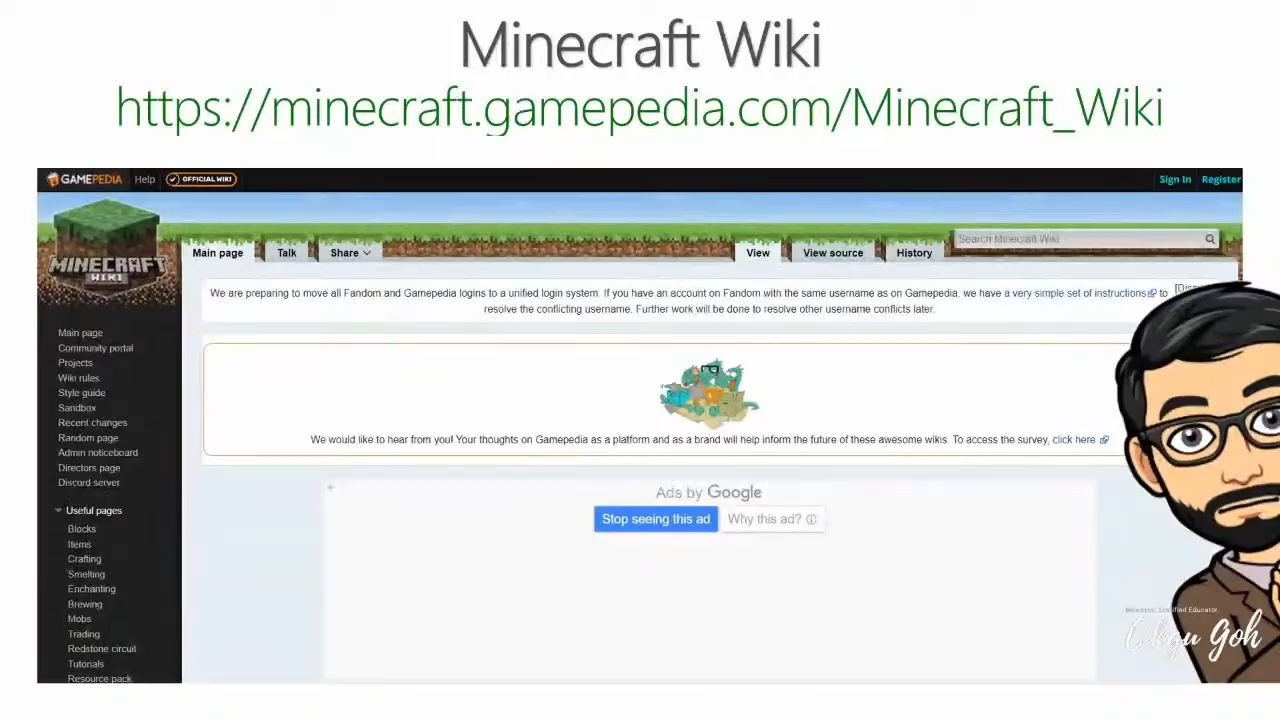 Minecraft Wiki
https://minecraft.gamepedia.com/Minecraft_Wiki
GAMEPEDIA Help OFFICIAL WIKI Sign In Register
MINECRAFT
WIKI
Main page Talk Share View View source History Search Minecraft Wiki
We are preparing to move all Fandom and Gamepedia logins to a unified login system. If you have an account on Fandom with the same username as on Gamepedia, we have a very simple set of instructions to
resolve the conflicting username. Further work will be done to resolve other username conflicts later.
We would like to hear from you! Your thoughts on Gamepedia as a platform and as a brand will help inform the future of these awesome wikis. To access the survey, click here
Ads by Google
Stop seeing this ad Why this ad?
Main page
Community portal
Projects
Wiki rules
Style guide
Sandbox
Recent changes
Random page
Admin noticeboard
Directors page
Discord server
Useful pages
Blocks
Items
Crafting
Smelting
Enchanting
Brewing
Mobs
Trading
Redstone circuit
Tutorials
Resource pack
Certified Educator
Cikgu Goh